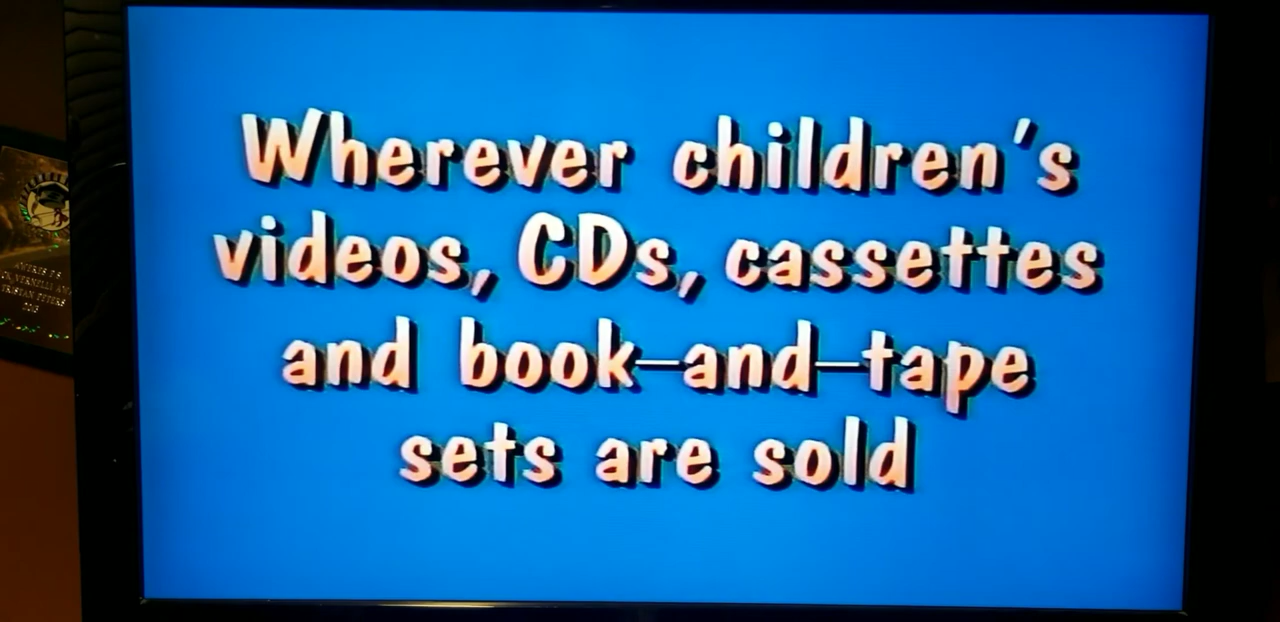 Wherever children's
videos, CDs, cassettes
and book-and-tape
sets are sold